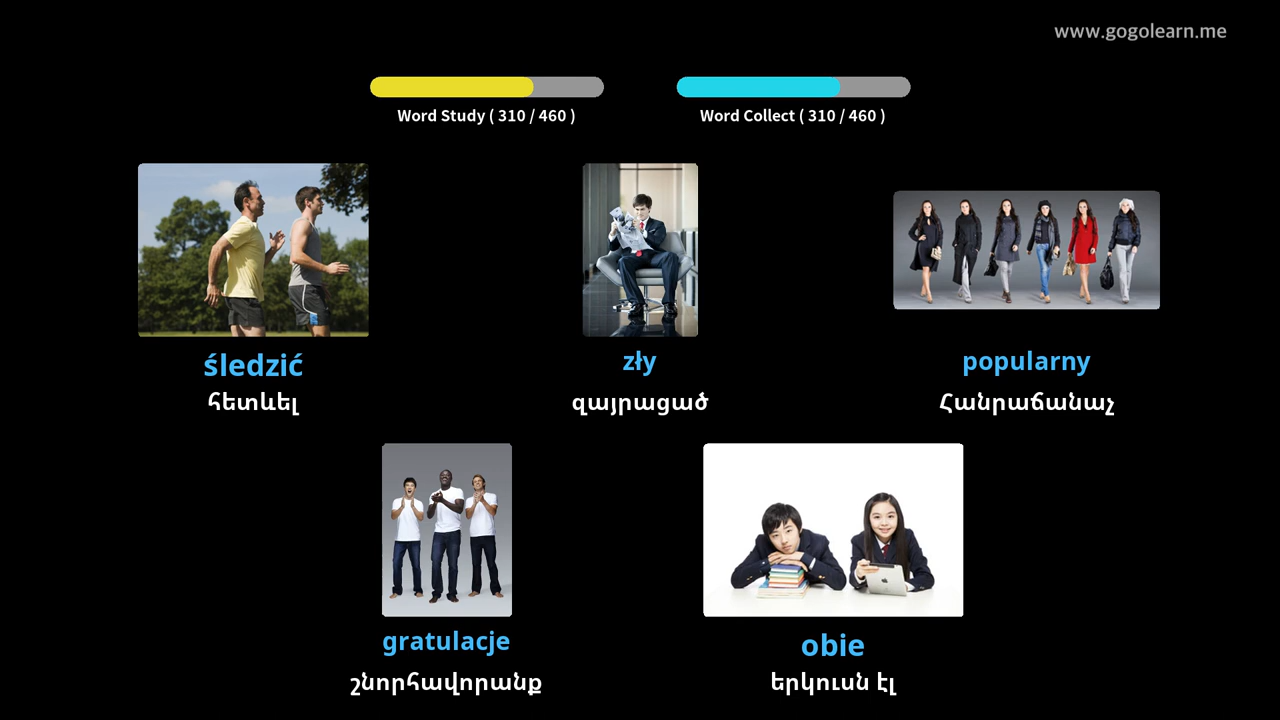 www.gogolearn.me
Word Study ( 310 / 460 )
Word Collect ( 310 / 460 )
śledzić
հետևել
zły
զայրացած
popularny
Հանրաճանաչ
gratulacje
շնորհավորանք
obie
երկուսն էլ